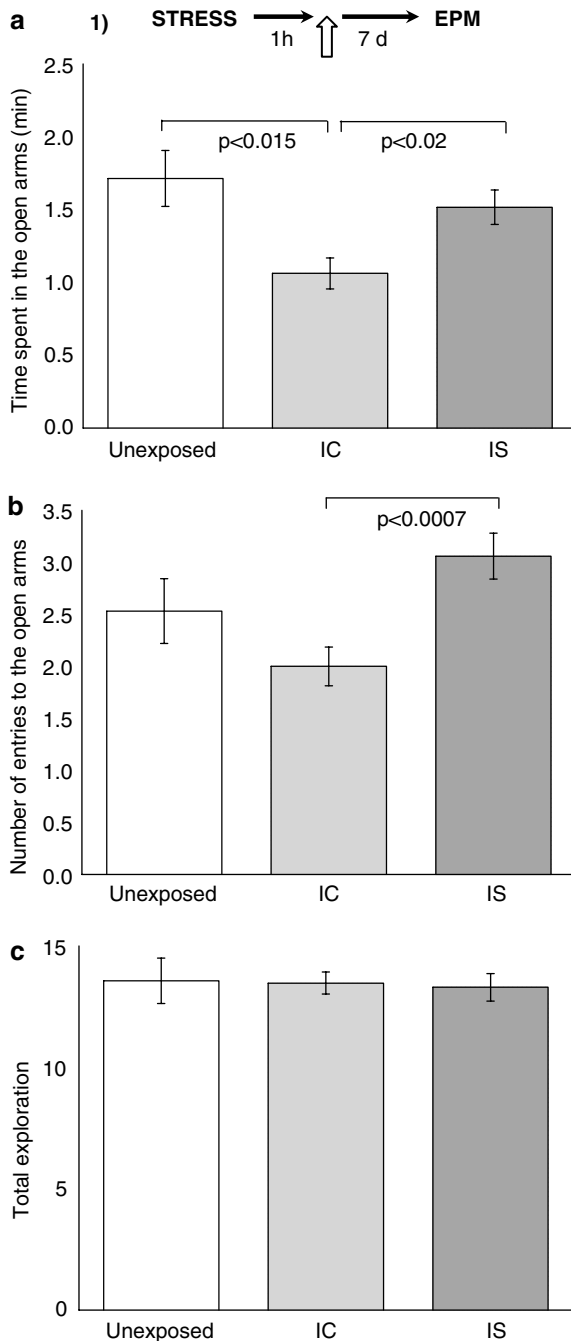 a 1) STRESS 1h 7 d EPM
Time spent in the open arms (min)
2.5
2.0
1.5
1.0
0.5
0.0
p<0.015 p<0.02
Unexposed IC IS
b
Number of entries to the open arms
3.5
3.0
2.5
2.0
1.5
1.0
0.5
0.0
p<0.0007
Unexposed IC IS
c
Total exploration
15
10
5
0
Unexposed IC IS